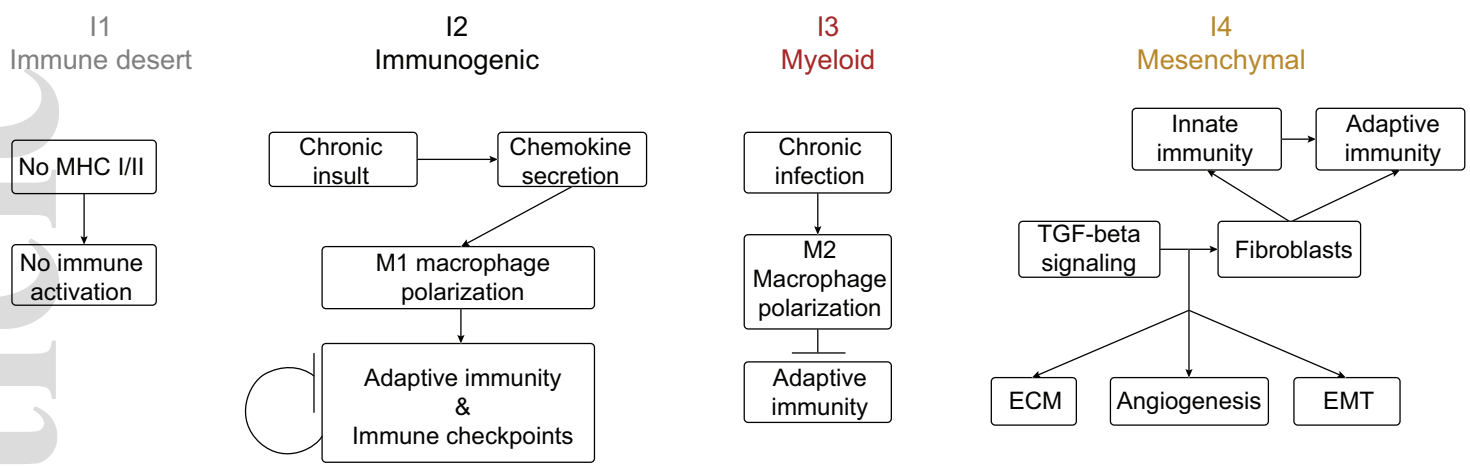 I1
Immune desert
No MHC I/II
No immune
activation
I2
Immunogenic
Chronic
insult
Chemokine
secretion
M1 macrophage
polarization
Adaptive immunity
&
Immune checkpoints
I3
Myeloid
Chronic
infection
M2
Macrophage
polarization
Adaptive
immunity
I4
Mesenchymal
Innate
immunity
Adaptive
immunity
TGF-beta
signaling
Fibroblasts
ECM
Angiogenesis
EMT